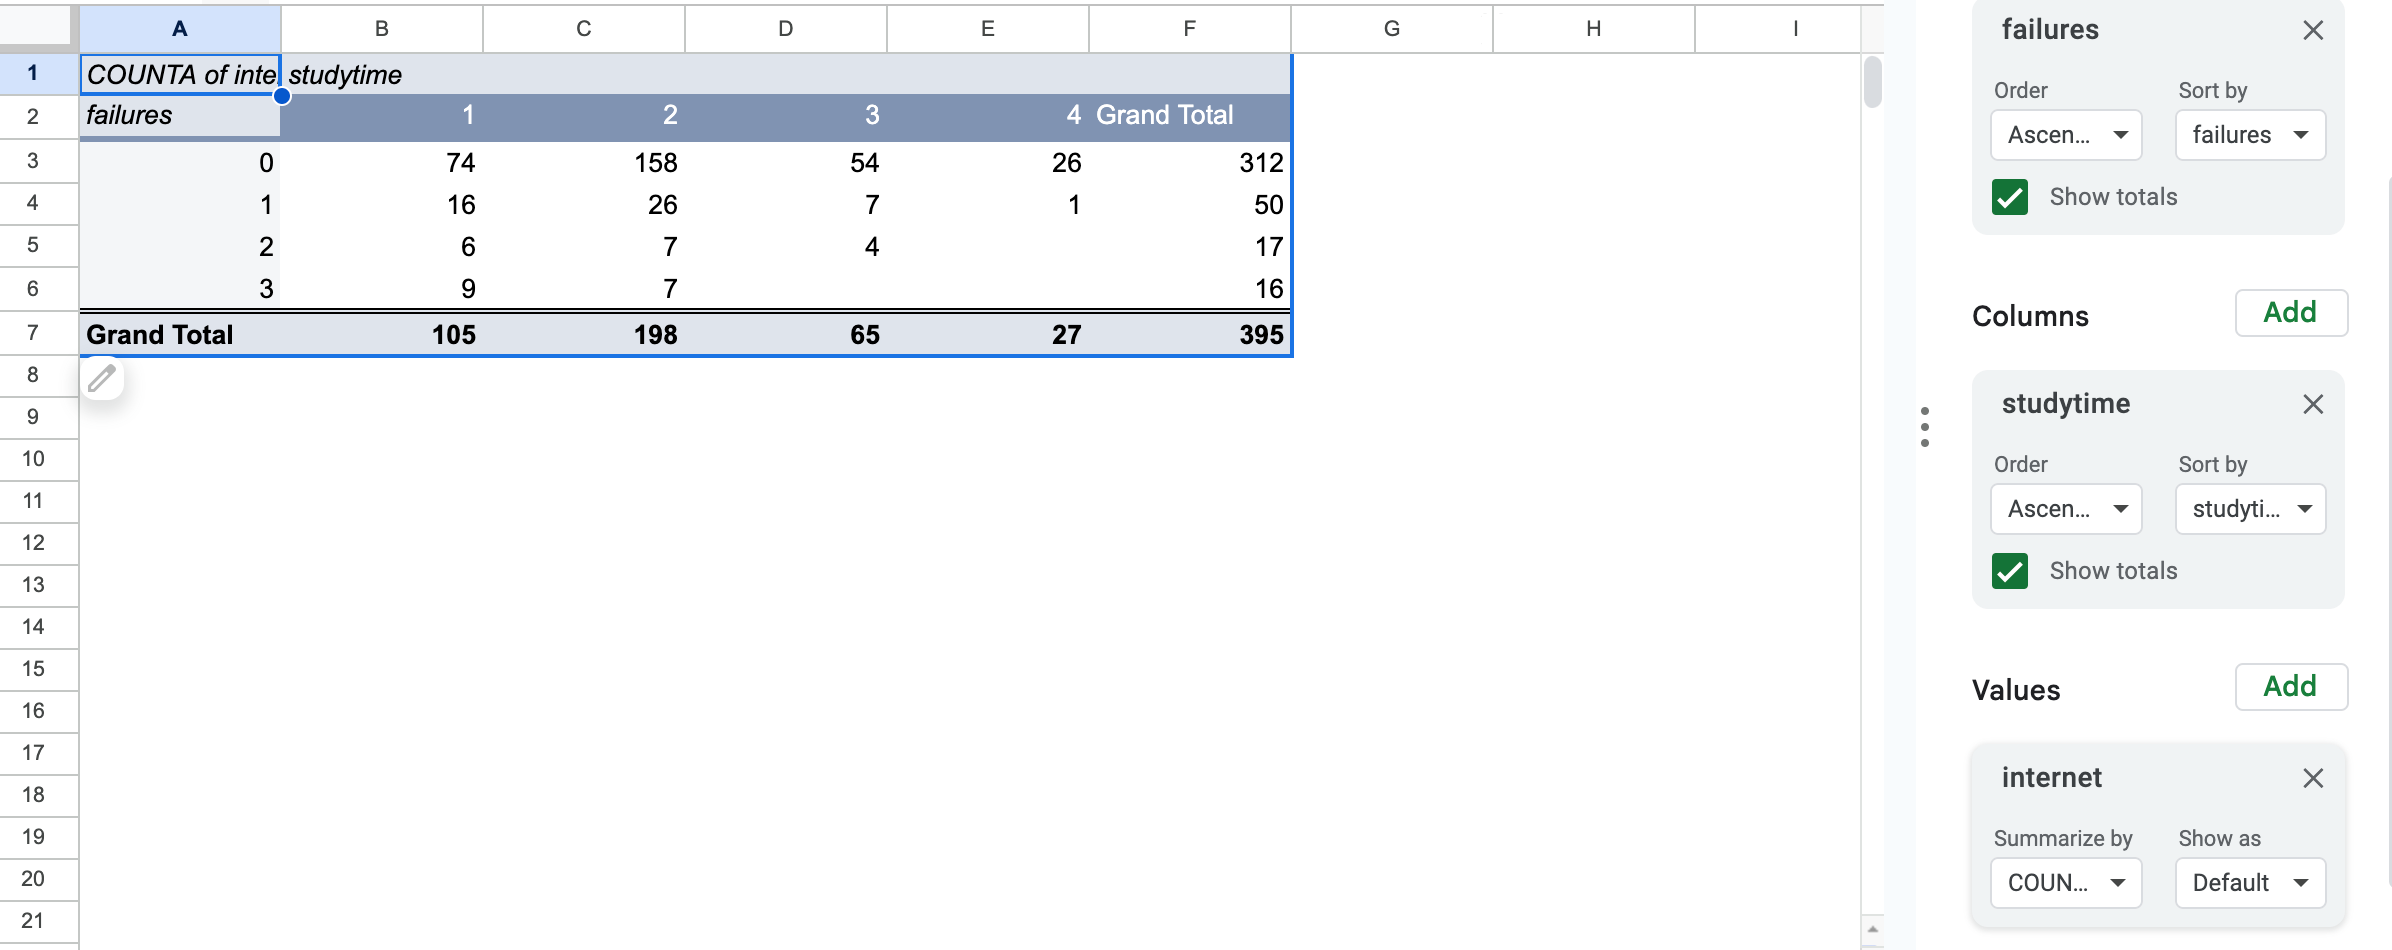 A B C D E F G H I
1 COUNTA of inte studytime
2 failures 1 2 3 4 Grand Total
3 0 74 158 54 26 312
4 1 16 26 7 1 50
5 2 6 7 4 17
6 3 9 7 16
7 Grand Total 105 198 65 27 395
8
9
10
11
12
13
14
15
16
17
18
19
20
21
failures
Order Sort by
Ascen... failures
Show totals
Columns Add
studytime
Order Sort by
Ascen... studyti...
Show totals
Values Add
internet
Summarize by Show as
COUN... Default